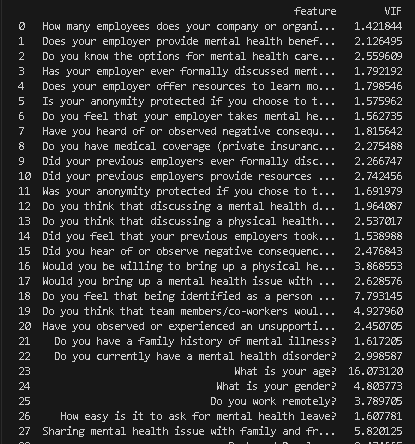 feature VIF
0 How many employees does your company or organi... 1.421844
1 Does your employer provide mental health benef... 2.126495
2 Do you know the options for mental health care... 2.559609
3 Has your employer ever formally discussed ment... 1.792192
4 Does your employer offer resources to learn mo... 1.798546
5 Is your anonymity protected if you choose to t... 1.575962
6 Do you feel that your employer takes mental he... 1.562735
7 Have you heard of or observed negative consequ... 1.815642
8 Do you have medical coverage (private insuranc... 2.275488
9 Did your previous employers ever formally disc... 2.266747
10 Did your previous employers provide resources ... 2.742456
11 Was your anonymity protected if you chose to t... 1.691979
12 Do you think that discussing a mental health d... 1.964087
13 Do you think that discussing a physical health... 2.537017
14 Did you feel that your previous employers took... 1.538988
15 Did you hear of or observe negative consequenc... 2.476843
16 Would you be willing to bring up a physical he... 3.868553
17 Would you bring up a mental health issue with ... 2.628576
18 Do you feel that being identified as a person ... 7.793145
19 Do you think that team members/co-workers woul... 4.927960
20 Have you observed or experienced an unsupporti... 2.450705
21 Do you have a family history of mental illness? 1.617205
22 Do you currently have a mental health disorder? 2.998587
23 What is your age? 16.073120
24 What is your gender? 4.803773
25 Do you work remotely? 3.789705
26 How easy is it to ask for mental health leave? 1.607781
27 Sharing mental health issue with family and fr... 5.820125